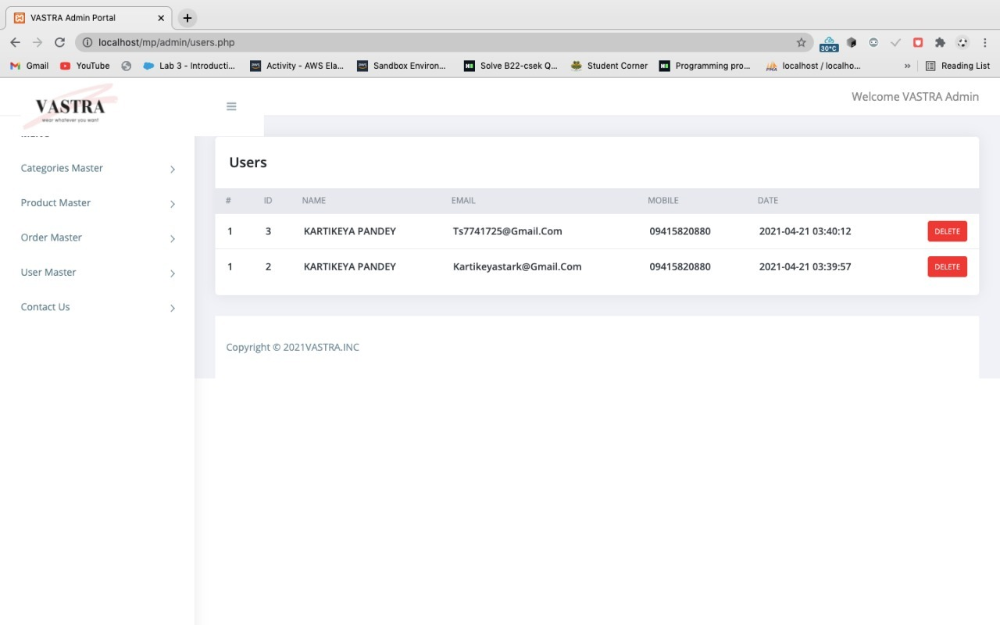 VASTRA Admin Portal
localhost/mp/admin/users.php
30°C
Gmail YouTube Lab 3 - Introducti... Activity - AWS Ela... Sandbox Environ... Solve B22-csek Q... Student Corner Programming pro... localhost / localho... » Reading List
VASTRA
wear whatever you want
Welcome VASTRA Admin
Categories Master
Product Master
Order Master
User Master
Contact Us
Users
# ID NAME EMAIL MOBILE DATE
1 3 KARTIKEYA PANDEY Ts7741725@Gmail.Com 09415820880 2021-04-21 03:40:12 DELETE
1 2 KARTIKEYA PANDEY Kartikeyastark@Gmail.Com 09415820880 2021-04-21 03:39:57 DELETE
Copyright © 2021VASTRA.INC